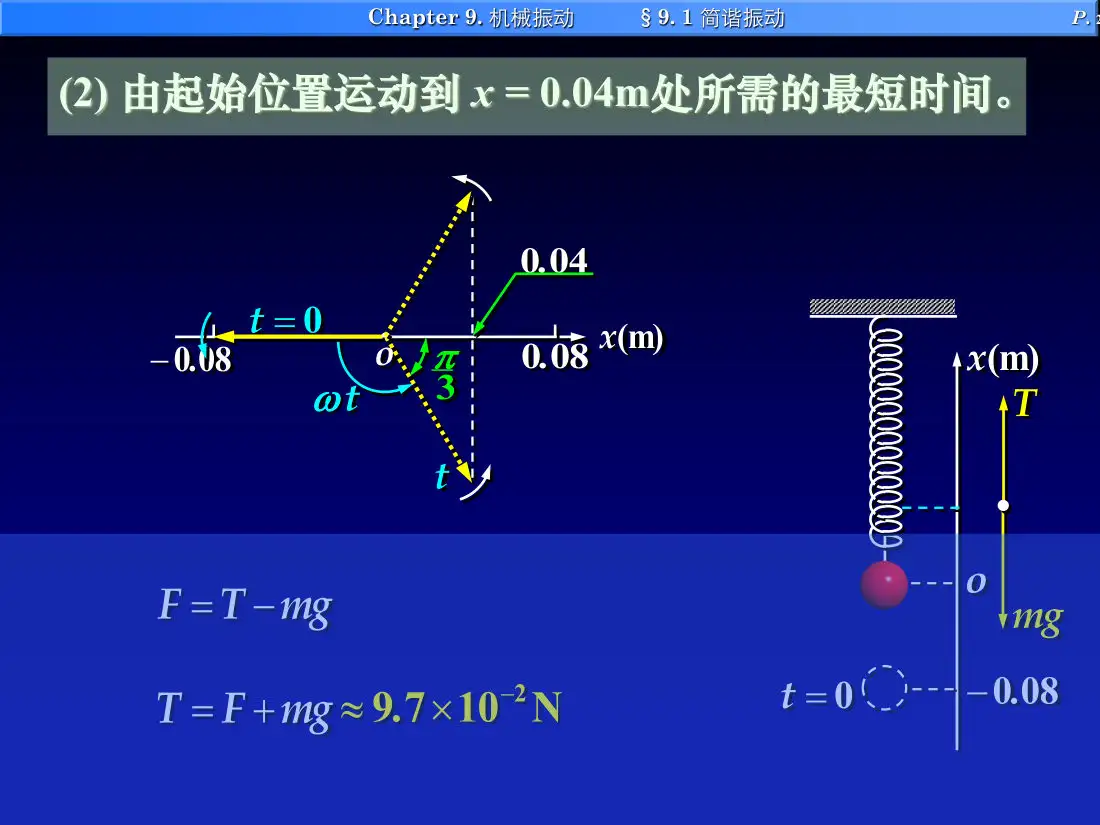 Chapter 9. 机械振动 § 9. 1 简谐振动 P.
(2) 由起始位置运动到 x = 0.04m处所需的最短时间。
0.04
t = 0
x(m)
−0.08
o
π/3
0.08
ωt
t
x(m)
T
o
mg
t = 0
−0.08
F = T − mg
T = F + mg ≈ 9.7×10⁻² N